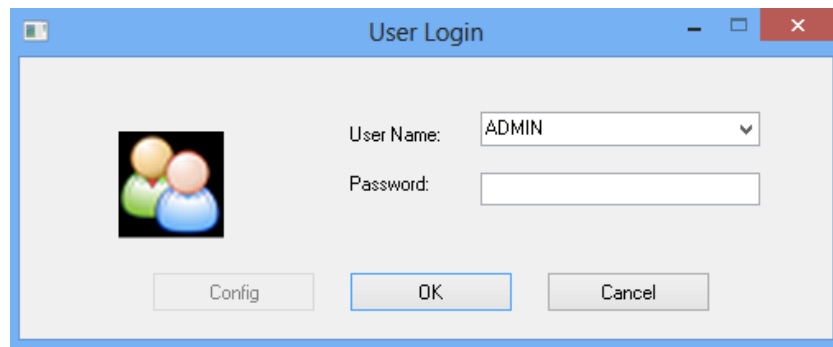 User Login
User Name: ADMIN
Password:
Config OK Cancel